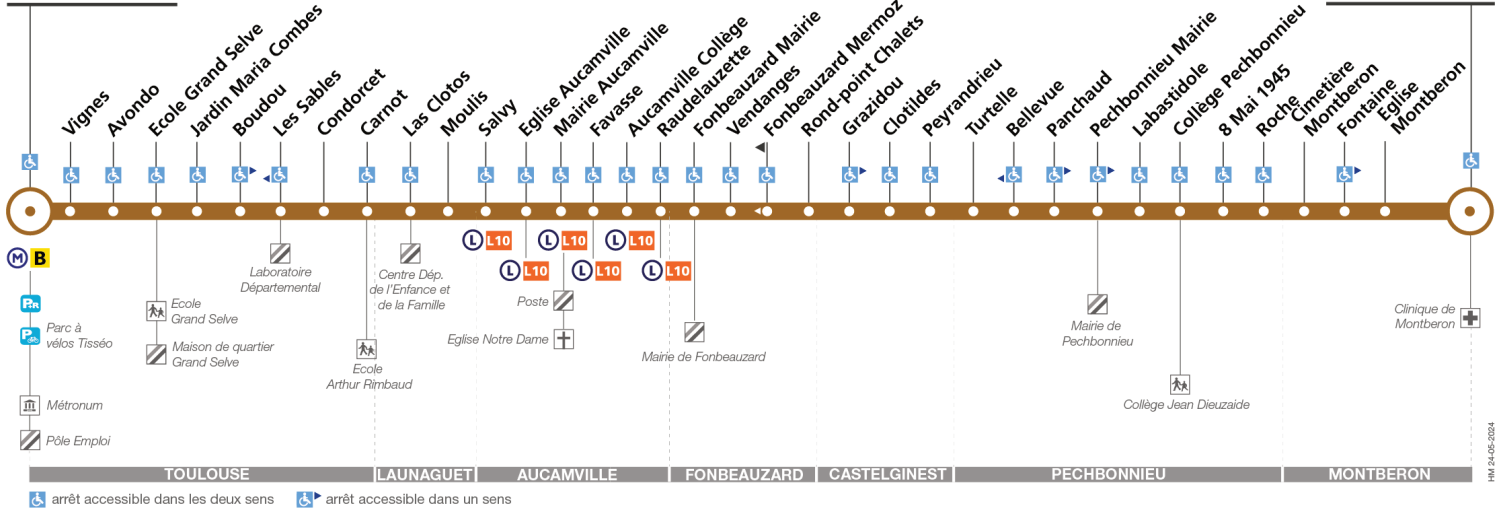 Vignes
Avondo
Ecole Grand Selve
Jardin Maria Combes
Boudou
Les Sables
Condorcet
Carnot
Las Clotos
Moulis
Salvy
Eglise Aucamville
Mairie Aucamville
Favasse
Aucamville Collège
Raudelauzette
Fonbeauzard Mairie
Vendanges
Fonbeauzard Mermoz
Rond-point Chalets
Grazidou
Clotildes
Peyrandrieu
Turtelle
Bellevue
Panchaud
Pechbonnieu Mairie
Labastidole
Collège Pechbonnieu
8 Mai 1945
Roche
Cimetière
Montberon
Fontaine
Eglise
Montberon
M B
L L10
L L10
L L10
L L10
L L10
L L10
P+R
P
Parc à
vélos Tisséo
Métronum
Pôle Emploi
Ecole
Grand Selve
Maison de quartier
Grand Selve
Laboratoire
Départemental
Ecole
Arthur Rimbaud
Centre Dép.
de l'Enfance et
de la Famille
Poste
Eglise Notre Dame
Mairie de Fonbeauzard
Mairie de
Pechbonnieu
Collège Jean Dieuzaide
Clinique de
Montberon
TOULOUSE
LAUNAGUET
AUCAMVILLE
FONBEAUZARD
CASTELGINEST
PECHBONNIEU
MONTBERON
arrêt accessible dans les deux sens
arrêt accessible dans un sens
HM 24-05-2024